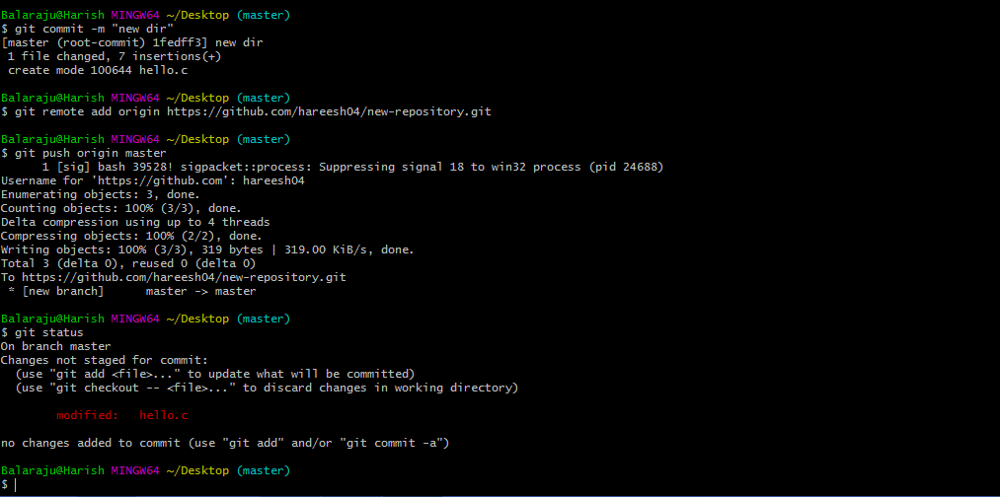 Balaraju@Harish MINGW64 ~/Desktop (master)
$ git commit -m "new dir"
[master (root-commit) 1fedff3] new dir
 1 file changed, 7 insertions(+)
 create mode 100644 hello.c

Balaraju@Harish MINGW64 ~/Desktop (master)
$ git remote add origin https://github.com/hareesh04/new-repository.git

Balaraju@Harish MINGW64 ~/Desktop (master)
$ git push origin master
      1 [sig] bash 39528! sigpacket::process: Suppressing signal 18 to win32 process (pid 24688)
Username for 'https://github.com': hareesh04
Enumerating objects: 3, done.
Counting objects: 100% (3/3), done.
Delta compression using up to 4 threads
Compressing objects: 100% (2/2), done.
Writing objects: 100% (3/3), 319 bytes | 319.00 KiB/s, done.
Total 3 (delta 0), reused 0 (delta 0)
To https://github.com/hareesh04/new-repository.git
 * [new branch]      master -> master

Balaraju@Harish MINGW64 ~/Desktop (master)
$ git status
On branch master
Changes not staged for commit:
  (use "git add <file>..." to update what will be committed)
  (use "git checkout -- <file>..." to discard changes in working directory)

        modified:   hello.c

no changes added to commit (use "git add" and/or "git commit -a")

Balaraju@Harish MINGW64 ~/Desktop (master)
$